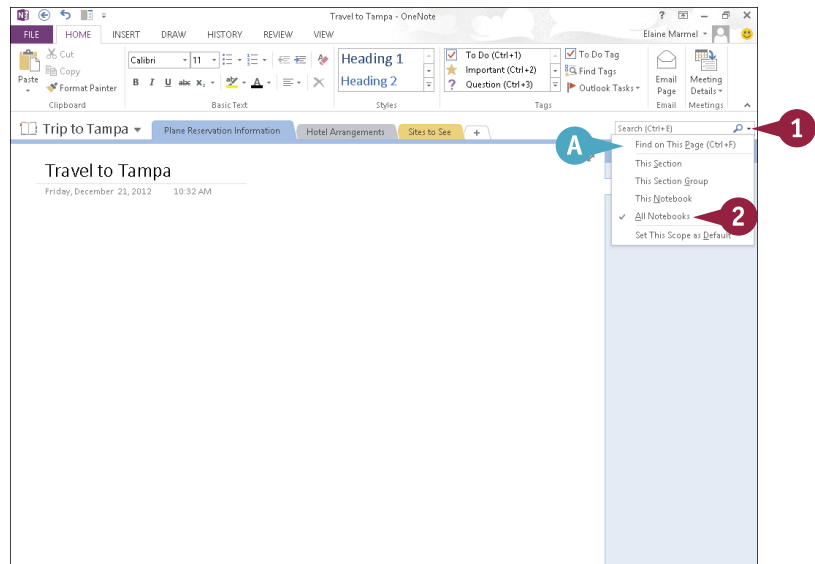 Travel to Tampa - OneNote
?
FILE HOME INSERT DRAW HISTORY REVIEW VIEW
Elaine Marmel
Paste
Cut
Copy
Format Painter
Clipboard
Calibri 11
B I U abc X₂ A
Basic Text
Heading 1
Heading 2
Styles
To Do (Ctrl+1)
Important (Ctrl+2)
? Question (Ctrl+3)
To Do Tag
Find Tags
Outlook Tasks
Tags
Email
Page
Email
Meeting
Details
Meetings
Trip to Tampa
Plane Reservation Information
Hotel Arrangements
Sites to See
+
Search (Ctrl+E)
1
A
Find on This Page (Ctrl+F)
This Section
This Section Group
This Notebook
All Notebooks
2
Set This Scope as Default
Travel to Tampa
Friday, December 21, 2012 10:32 AM